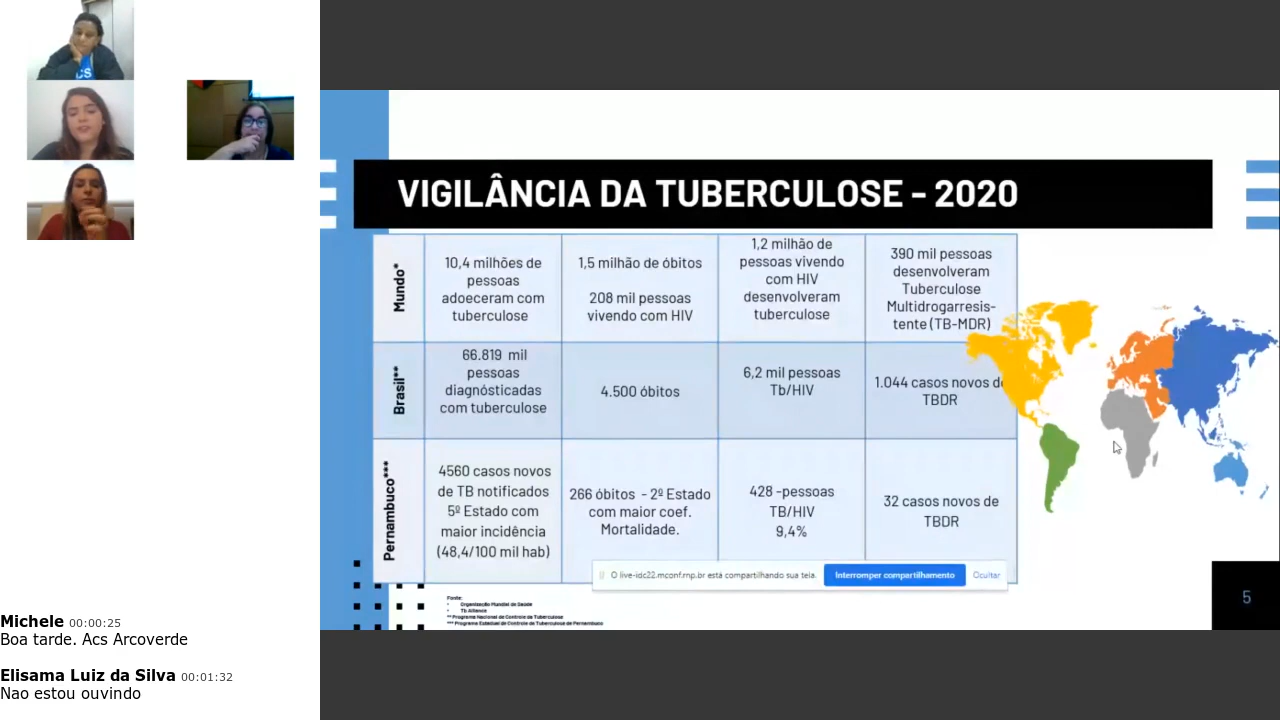 CS
Michele 00:00:25
Boa tarde. Acs Arcoverde
Elisama Luiz da Silva 00:01:32
Nao estou ouvindo
VIGILÂNCIA DA TUBERCULOSE - 2020
Mundo*
10,4 milhões de
pessoas
adoeceram com
tuberculose
1,5 milhão de óbitos
208 mil pessoas
vivendo com HIV
1,2 milhão de
pessoas vivendo
com HIV
desenvolveram
tuberculose
390 mil pessoas
desenvolveram
Tuberculose
Multidrogarresis-
tente (TB-MDR)
Brasil**
66.819 mil
pessoas
diagnósticadas
com tuberculose
4.500 óbitos
6,2 mil pessoas
Tb/HIV
1.044 casos novos de
TBDR
Pernambuco***
4560 casos novos
de TB notificados
5º Estado com
maior incidência
(48,4/100 mil hab)
266 óbitos - 2º Estado
com maior coef.
Mortalidade.
428 -pessoas
TB/HIV
9,4%
32 casos novos de
TBDR
O live-idc22.mconf.rnp.br está compartilhando sua tela.
Interromper compartilhamento
Ocultar
Fonte:
* Organização Mundial de Saúde
* Tb Alliance
** Programa Nacional de Controle da Tuberculose
*** Programa Estadual de Controle da Tuberculose de Pernambuco
5